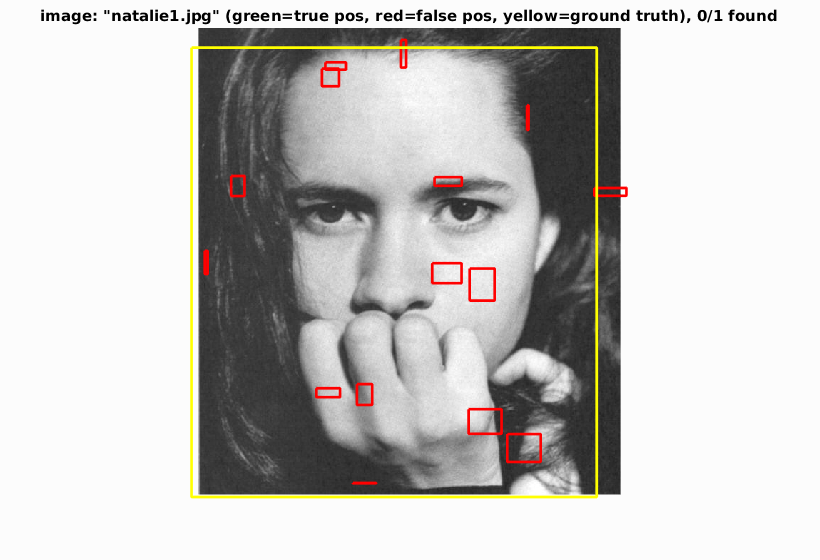 image: "natalie1.jpg" (green=true pos, red=false pos, yellow=ground truth), 0/1 found